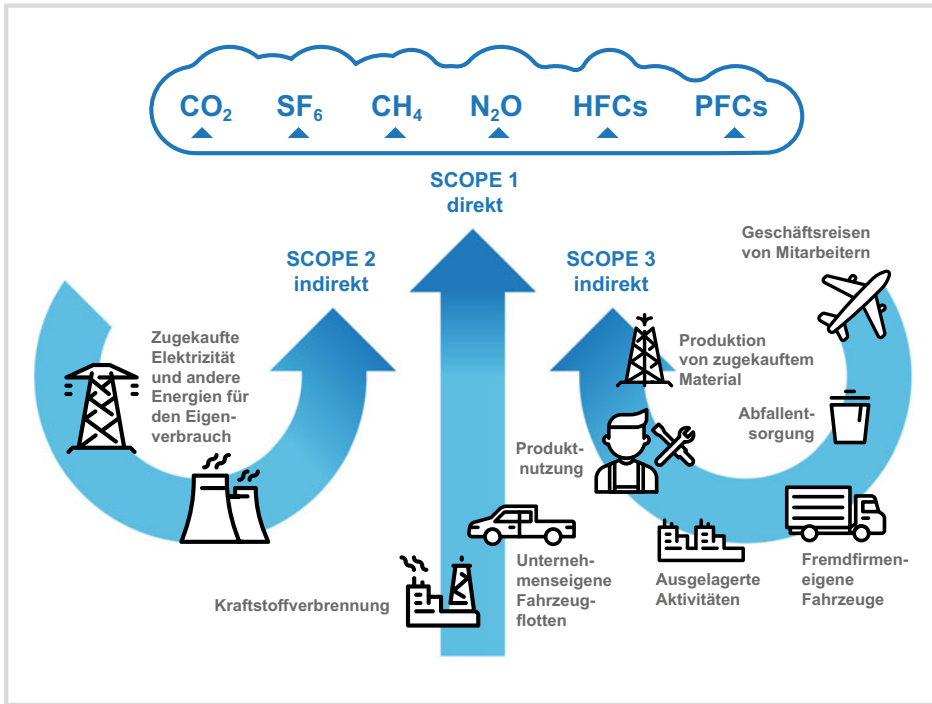 CO₂ SF₆ CH₄ N₂O HFCs PFCs
SCOPE 1
direkt
SCOPE 2
indirekt
SCOPE 3
indirekt
Zugekaufte
Elektrizität
und andere
Energien für
den Eigen-
verbrauch
Kraftstoffverbrennung
Unterneh-
menseigene
Fahrzeug-
flotten
Geschäftsreisen
von Mitarbeitern
Produktion
von zugekauftem
Material
Abfallent-
sorgung
Produkt-
nutzung
Ausgelagerte
Aktivitäten
Fremdfirmen-
eigene
Fahrzeuge